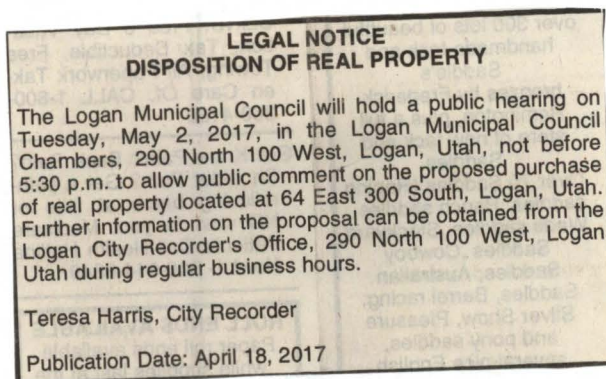 LEGAL NOTICE
DISPOSITION OF REAL PROPERTY
The Logan Municipal Council will hold a public hearing on
Tuesday, May 2, 2017, in the Logan Municipal Council
Chambers, 290 North 100 West, Logan, Utah, not before
5:30 p.m. to allow public comment on the proposed purchase
of real property located at 64 East 300 South, Logan, Utah.
Further information on the proposal can be obtained from the
Logan City Recorder's Office, 290 North 100 West, Logan
Utah during regular business hours.
Teresa Harris, City Recorder
Publication Date: April 18, 2017